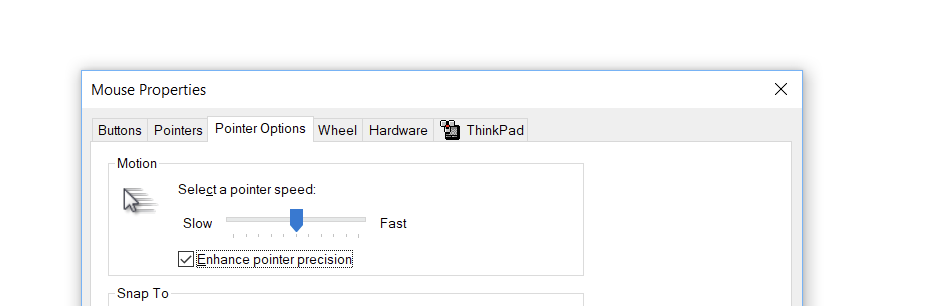 Mouse Properties
Buttons Pointers Pointer Options Wheel Hardware ThinkPad
Motion
Select a pointer speed:
Slow Fast
Enhance pointer precision
Snap To